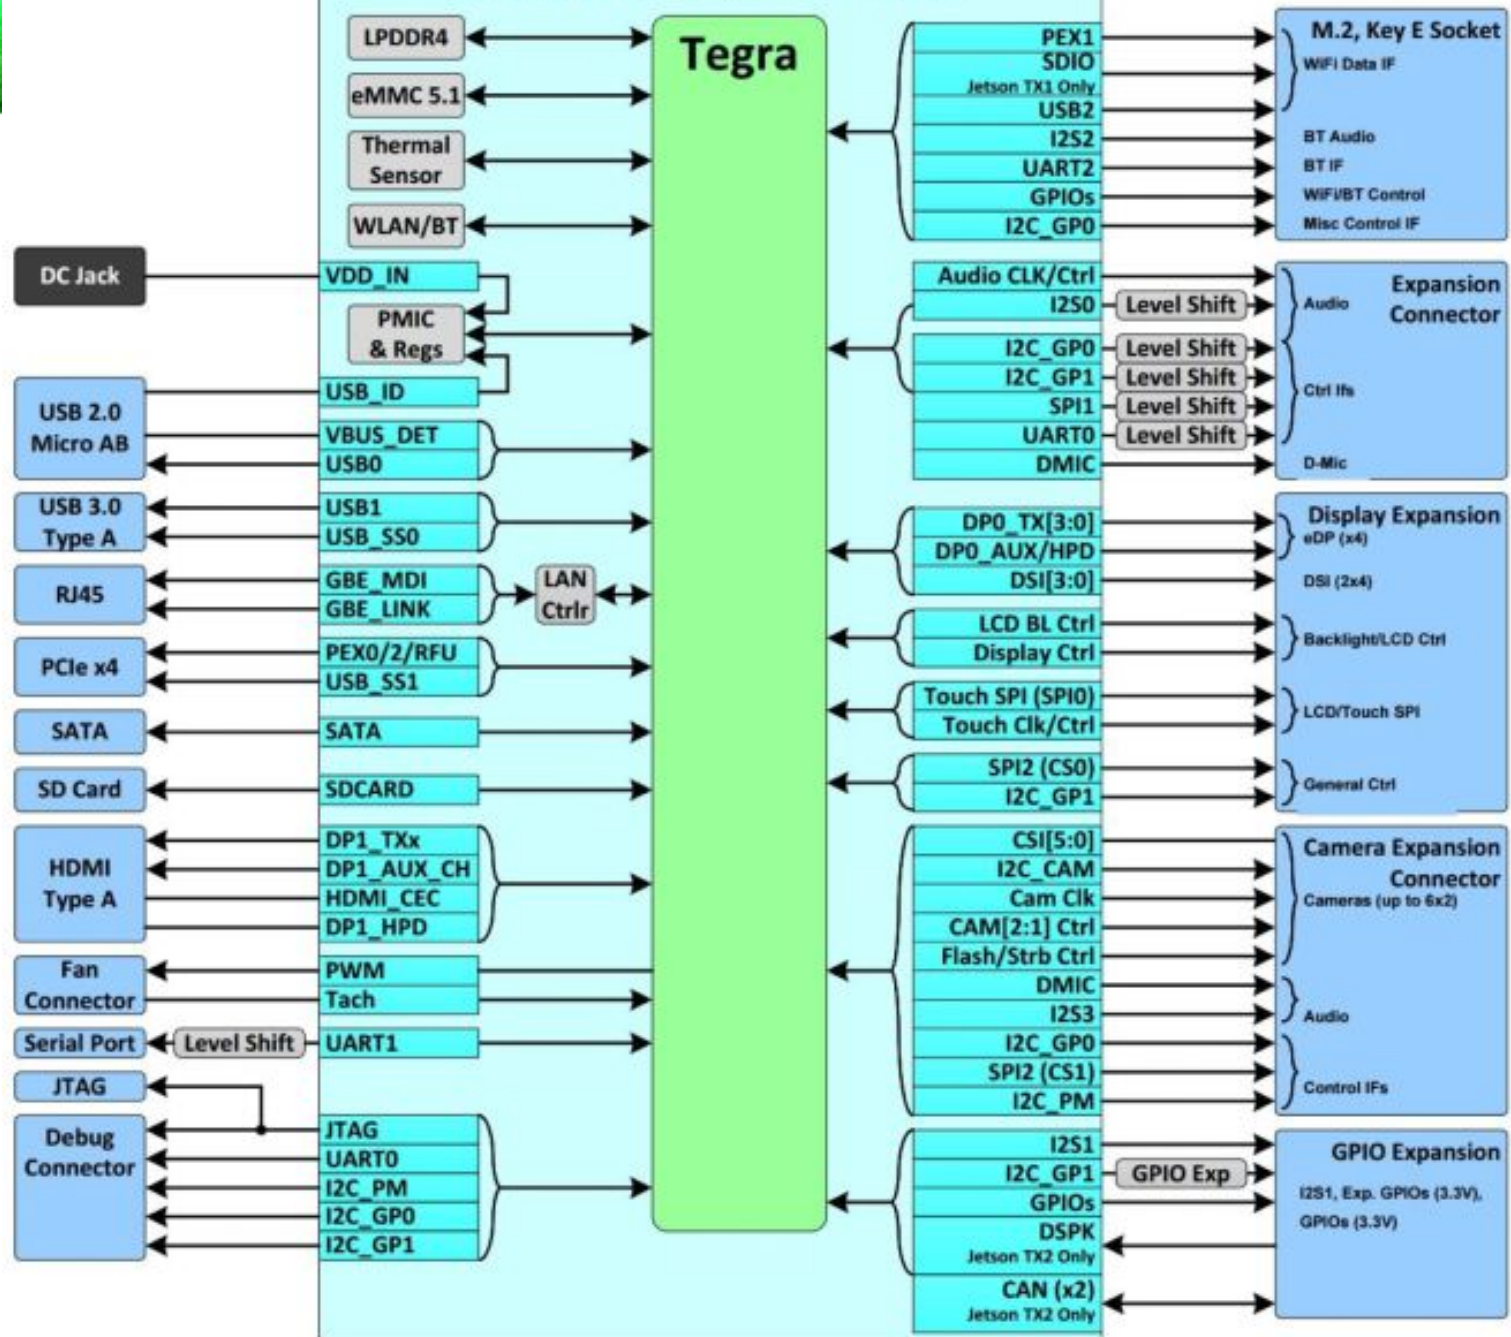 LPDDR4
eMMC 5.1
Thermal
Sensor
WLAN/BT
DC Jack
VDD_IN
PMIC
& Regs
USB 2.0
Micro AB
USB_ID
VBUS_DET
USB0
USB 3.0
Type A
USB1
USB_SS0
RJ45
GBE_MDI
GBE_LINK
LAN
Ctrlr
PCIe x4
PEX0/2/RFU
USB_SS1
SATA
SATA
SD Card
SDCARD
HDMI
Type A
DP1_TXx
DP1_AUX_CH
HDMI_CEC
DP1_HPD
Fan
Connector
PWM
Tach
Serial Port
Level Shift
UART1
JTAG
Debug
Connector
JTAG
UART0
I2C_PM
I2C_GP0
I2C_GP1
Tegra
PEX1
SDIO
Jetson TX1 Only
USB2
I2S2
UART2
GPIOs
I2C_GP0
M.2, Key E Socket
WiFi Data IF
BT Audio
BT IF
WiFi/BT Control
Misc Control IF
Audio CLK/Ctrl
I2S0
Level Shift
I2C_GP0
Level Shift
I2C_GP1
Level Shift
SPI1
Level Shift
UART0
Level Shift
DMIC
Expansion
Connector
Audio
Ctrl Ifs
D-Mic
DP0_TX[3:0]
DP0_AUX/HPD
DSI[3:0]
LCD BL Ctrl
Display Ctrl
Touch SPI (SPI0)
Touch Clk/Ctrl
SPI2 (CS0)
I2C_GP1
Display Expansion
eDP (x4)
DSI (2x4)
Backlight/LCD Ctrl
LCD/Touch SPI
General Ctrl
CSI[5:0]
I2C_CAM
Cam Clk
CAM[2:1] Ctrl
Flash/Strb Ctrl
DMIC
I2S3
I2C_GP0
SPI2 (CS1)
I2C_PM
Camera Expansion
Connector
Cameras (up to 6x2)
Audio
Control IFs
I2S1
I2C_GP1
GPIO Exp
GPIOs
DSPK
Jetson TX2 Only
CAN (x2)
Jetson TX2 Only
GPIO Expansion
I2S1, Exp. GPIOs (3.3V),
GPIOs (3.3V)